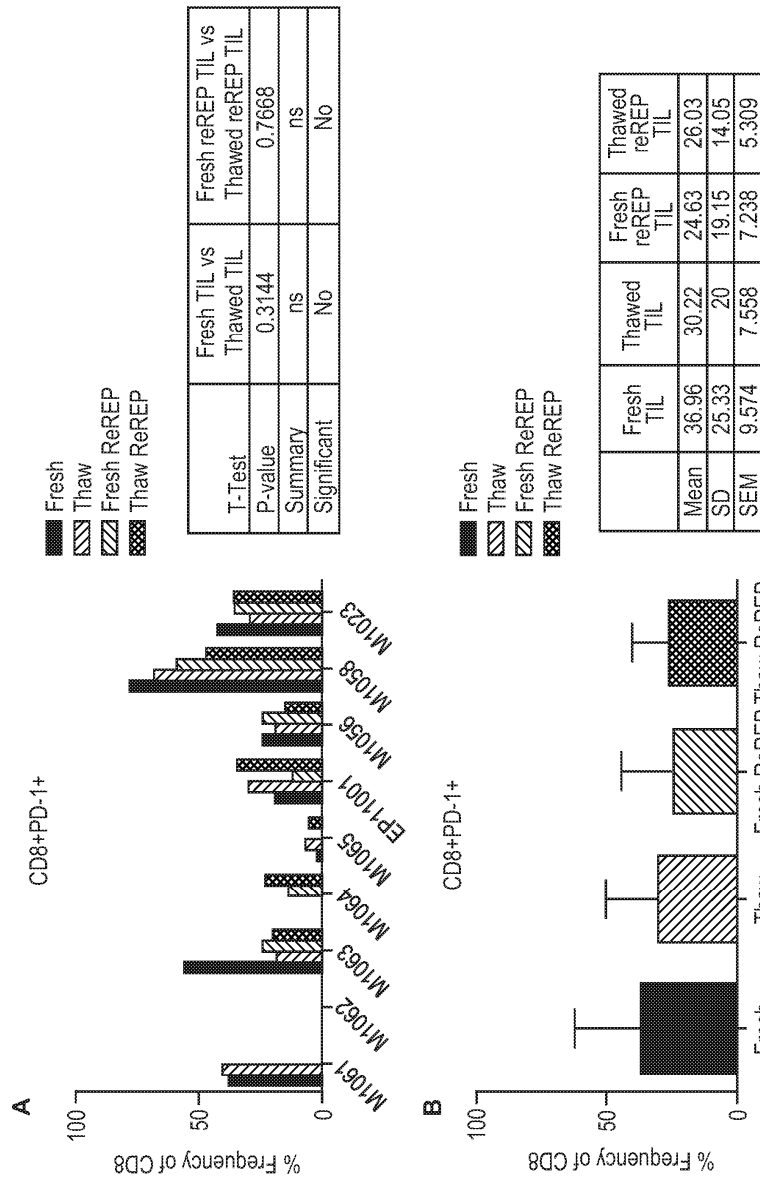 A
CD8+PD-1+
% Frequency of CD8
100
50
0
M1061
M1062
M1063
M1064
M1065
EP11001
M1056
M1058
M1023
Fresh
Thaw
Fresh ReREP
Thaw ReREP
T-Test Fresh TIL vs Thawed TIL Fresh reREP TIL vs Thawed reREP TIL
P-value 0.3144 0.7668
Summary ns ns
Significant No No
B
CD8+PD-1+
% Frequency of CD8
100
50
0
Fresh Thaw Fresh ReREP Thaw ReREP
Fresh
Thaw
Fresh ReREP
Thaw ReREP
Fresh TIL Thawed TIL Fresh reREP TIL Thawed reREP TIL
Mean 36.96 30.22 24.63 26.03
SD 25.33 20 19.15 14.05
SEM 9.574 7.558 7.238 5.309